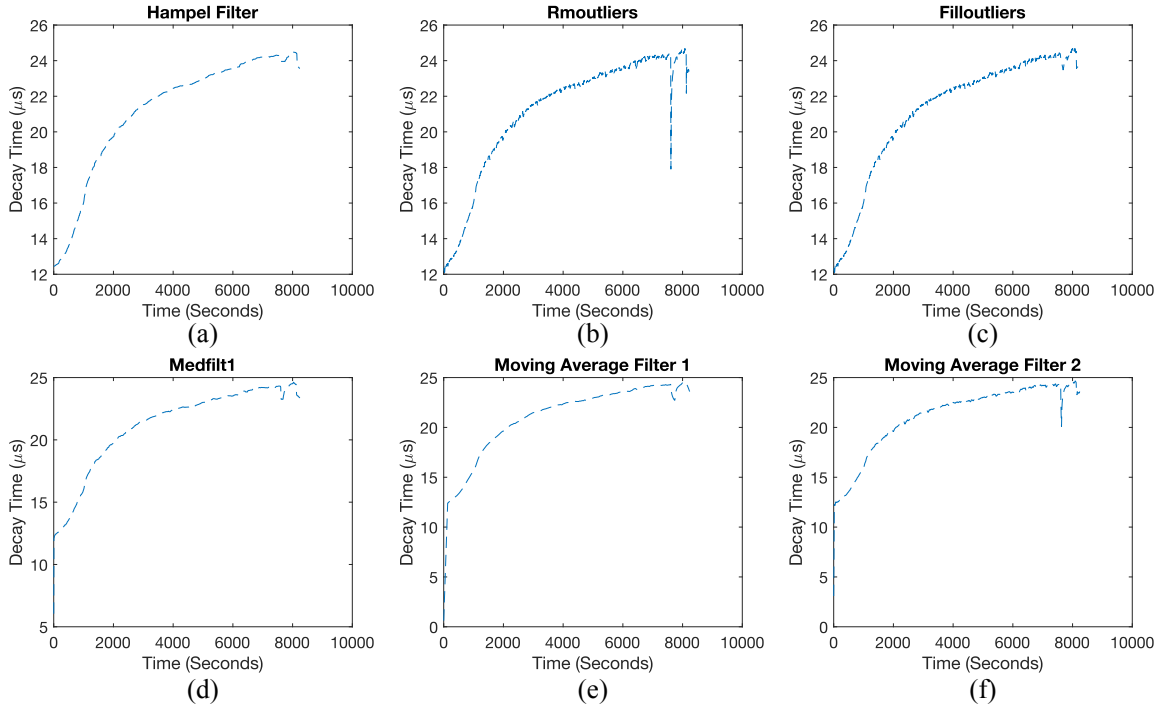 Hampel Filter
Rmoutliers
Filloutliers
26
24
22
20
18
16
14
12
Decay Time (μs)
0 2000 4000 6000 8000 10000
Time (Seconds)
(a)
26
24
22
20
18
16
14
12
Decay Time (μs)
0 2000 4000 6000 8000 10000
Time (Seconds)
(b)
26
24
22
20
18
16
14
12
Decay Time (μs)
0 2000 4000 6000 8000 10000
Time (Seconds)
(c)
Medfilt1
Moving Average Filter 1
Moving Average Filter 2
25
20
15
10
5
Decay Time (μs)
0 2000 4000 6000 8000 10000
Time (Seconds)
(d)
25
20
15
10
5
0
Decay Time (μs)
0 2000 4000 6000 8000 10000
Time (Seconds)
(e)
25
20
15
10
5
0
Decay Time (μs)
0 2000 4000 6000 8000 10000
Time (Seconds)
(f)